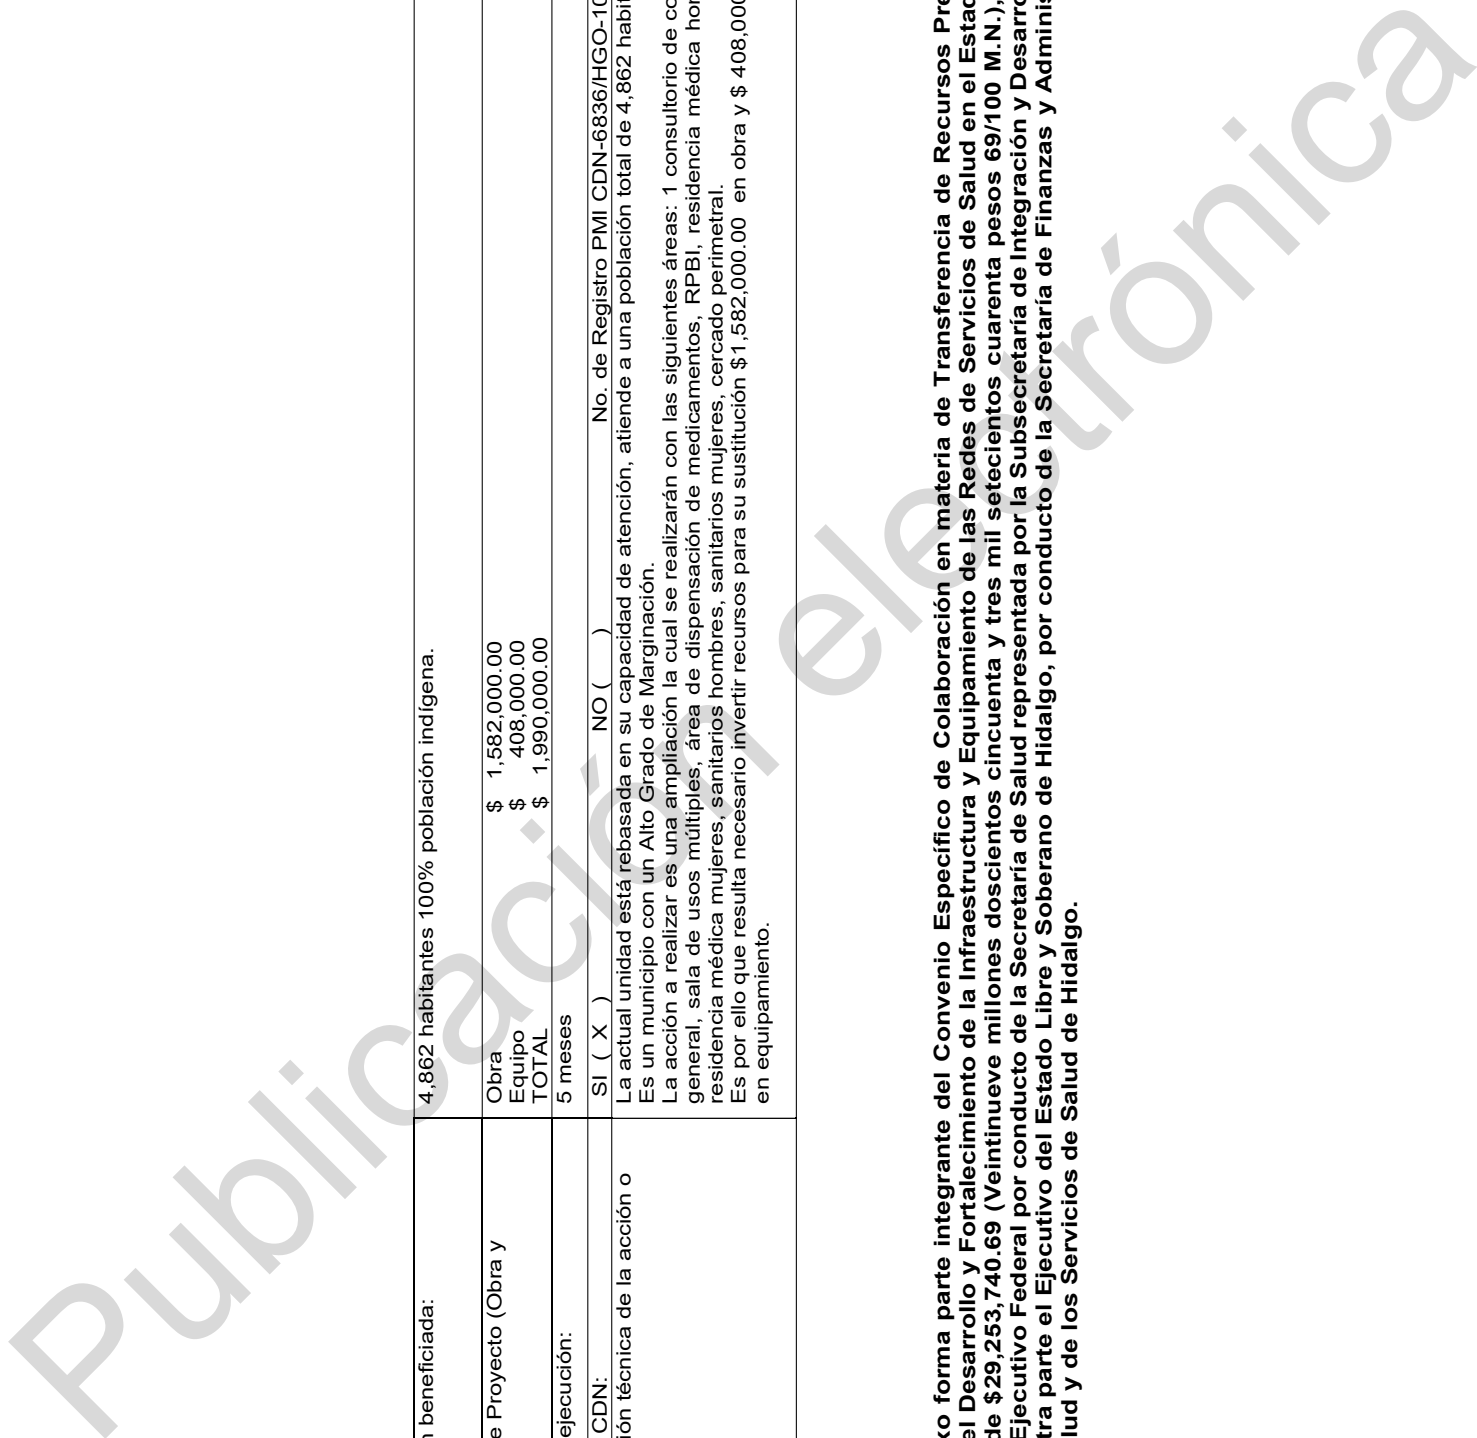 beneficiada:
4,862 habitantes 100% población indígena.
Proyecto (Obra y
Obra $ 1,582,000.00
Equipo $ 408,000.00
TOTAL $ 1,990,000.00
ejecución:
5 meses
CDN:
SI ( X ) NO ( ) No. de Registro PMI CDN-6836/HGO-10
técnica de la acción o
La actual unidad está rebasada en su capacidad de atención, atiende a una población total de 4,862
Es un municipio con un Alto Grado de Marginación.
La acción a realizar es una ampliación la cual se realizarán con las siguientes áreas: 1 consultorio de
general, sala de usos múltiples, área de dispensación de medicamentos, RPBI, residencia médica
residencia médica mujeres, sanitarios hombres, sanitarios mujeres, cercado perimetral.
Es por ello que resulta necesario invertir recursos para su sustitución $1,582,000.00 en obra y $ 408,000
en equipamiento.
forma parte integrante del Convenio Específico de Colaboración en materia de Transferencia de Recursos
el Desarrollo y Fortalecimiento de la Infraestructura y Equipamiento de las Redes de Servicios de Salud en el
de $29,253,740.69 (Veintinueve millones doscientos cincuenta y tres mil setecientos cuarenta pesos 69/100 M.N.),
Ejecutivo Federal por conducto de la Secretaría de Salud representada por la Subsecretaría de Integración y
parte el Ejecutivo del Estado Libre y Soberano de Hidalgo, por conducto de la Secretaría de Finanzas y
y de los Servicios de Salud de Hidalgo.
Publicación electrónica